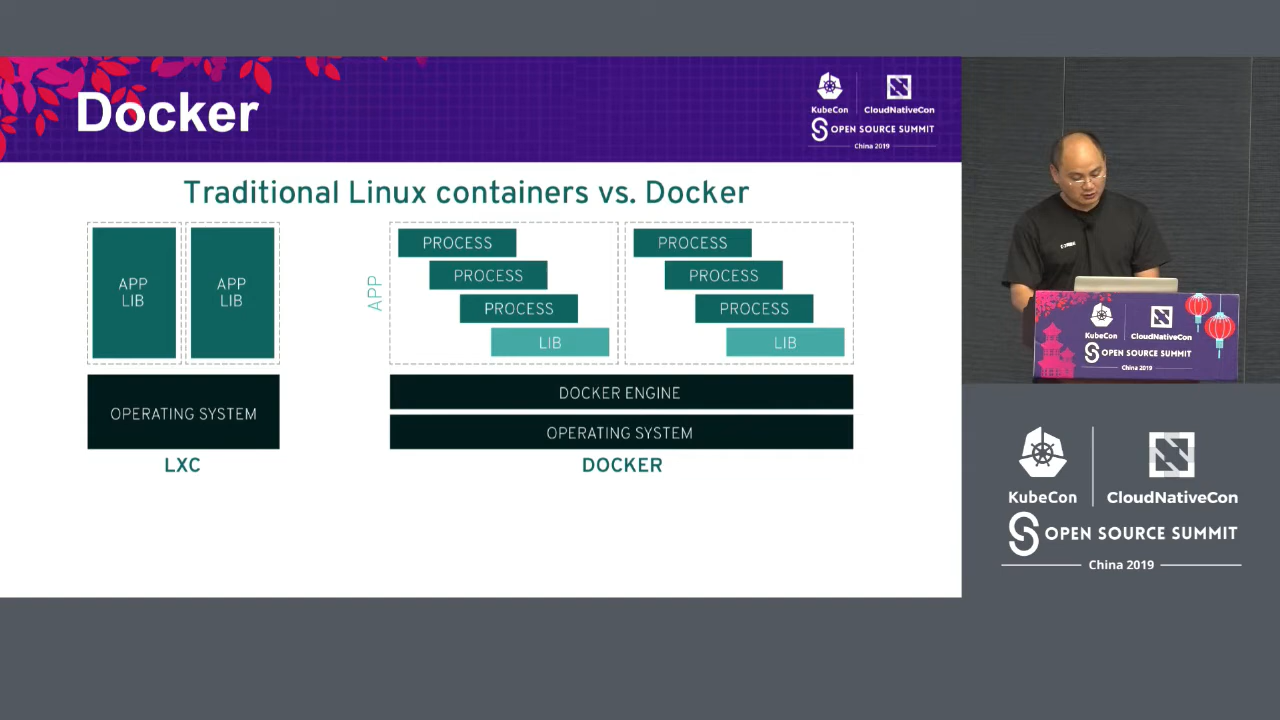 Docker
KubeCon
CloudNativeCon
OPEN SOURCE SUMMIT
China 2019
Traditional Linux containers vs. Docker
APP
LIB
APP
LIB
OPERATING SYSTEM
LXC
APP
PROCESS
PROCESS
PROCESS
LIB
PROCESS
PROCESS
PROCESS
LIB
DOCKER ENGINE
OPERATING SYSTEM
DOCKER
KubeCon
CloudNativeCon
OPEN SOURCE SUMMIT
China 2019
KubeCon
CloudNativeCon
OPEN SOURCE SUMMIT
China 2019